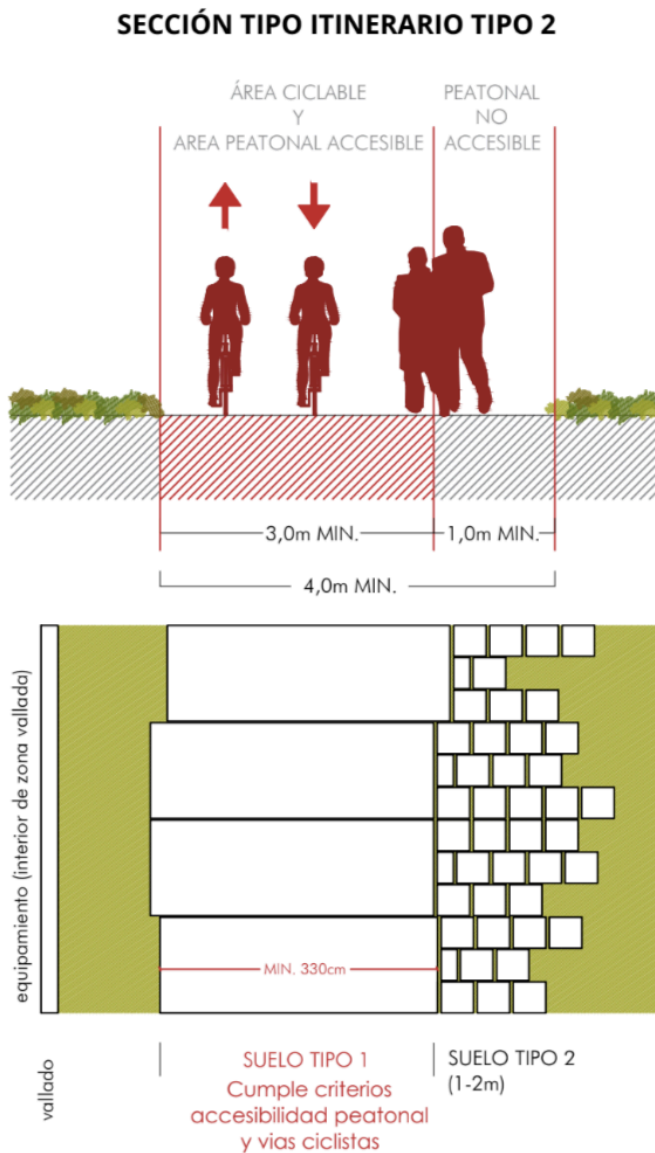 SECCIÓN TIPO ITINERARIO TIPO 2
ÁREA CICLABLE
Y
AREA PEATONAL ACCESIBLE
PEATONAL
NO
ACCESIBLE
3,0m MIN.
1,0m MIN.
4,0m MIN.
equipamiento (interior de zona vallada)
MIN. 330cm
vallado
SUELO TIPO 1
Cumple criterios
accesibilidad peatonal
y vias ciclistas
SUELO TIPO 2
(1-2m)